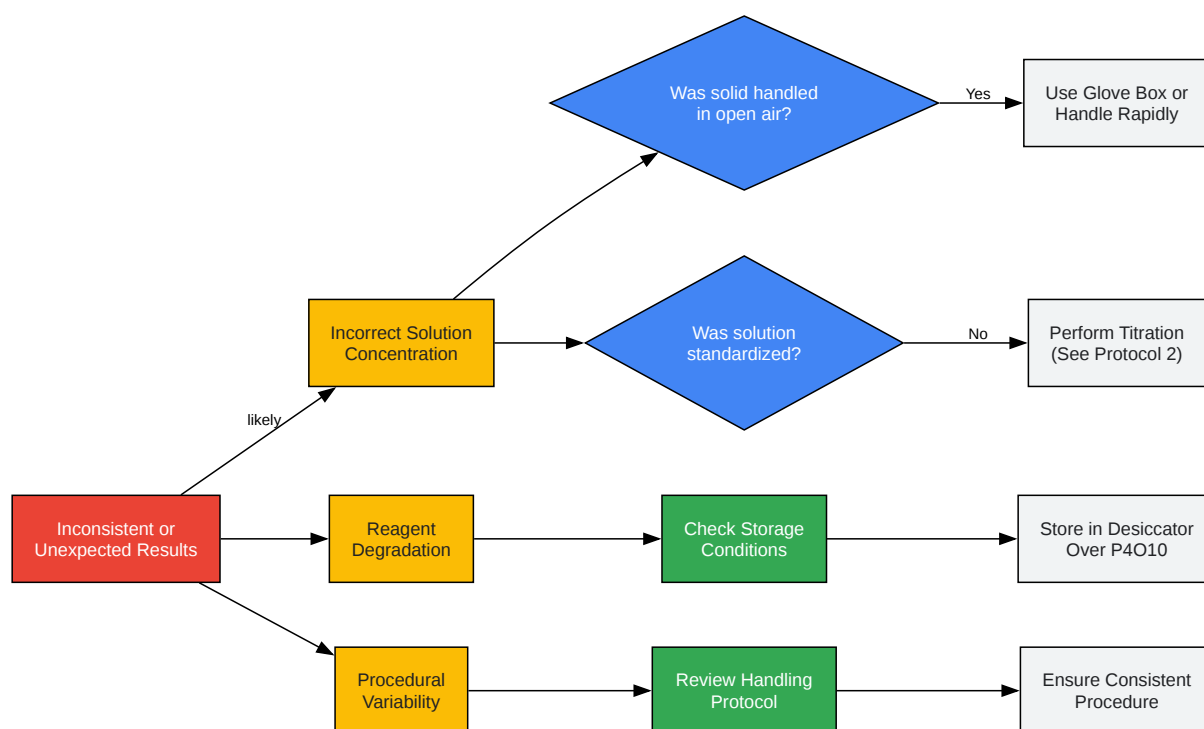 Was solid handled
in open air?
Yes
Use Glove Box or
Handle Rapidly
Incorrect Solution
Concentration
Was solution
standardized?
No
Perform Titration
(See Protocol 2)
likely
Inconsistent or
Unexpected Results
Reagent
Degradation
Check Storage
Conditions
Store in Desiccator
Over P4O10
Procedural
Variability
Review Handling
Protocol
Ensure Consistent
Procedure